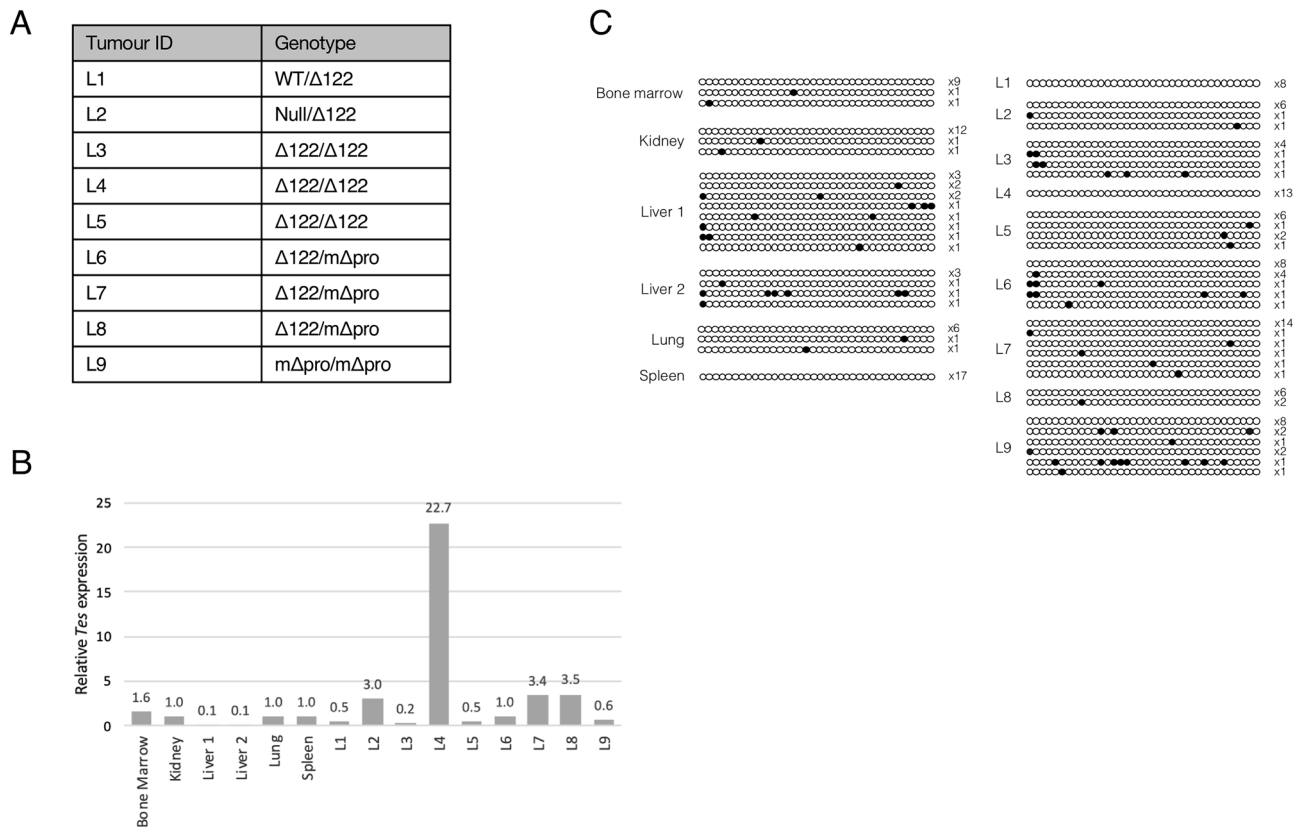 A
Tumour ID Genotype
L1 WT/Δ122
L2 Null/Δ122
L3 Δ122/Δ122
L4 Δ122/Δ122
L5 Δ122/Δ122
L6 Δ122/mΔpro
L7 Δ122/mΔpro
L8 Δ122/mΔpro
L9 mΔpro/mΔpro
B
Relative Tes expression
25
20
15
10
5
0
1.6 1.0 0.1 0.1 1.0 1.0 0.5 3.0 0.2 22.7 0.5 1.0 3.4 3.5 0.6
Bone Marrow
Kidney
Liver 1
Liver 2
Lung
Spleen
L1
L2
L3
L4
L5
L6
L7
L8
L9
C
Bone marrow
x9
x1
x1
Kidney
x12
x1
x1
Liver 1
x3
x2
x2
x1
x1
x1
x1
x1
Liver 2
x3
x1
x1
x1
Lung
x6
x1
x1
Spleen
x17
L1
x8
L2
x6
x1
x1
L3
x4
x1
x1
x1
L4
x13
L5
x6
x1
x2
x1
L6
x8
x4
x1
x1
x1
L7
x14
x1
x1
x1
x1
x1
L8
x6
x2
L9
x8
x2
x1
x2
x1
x1